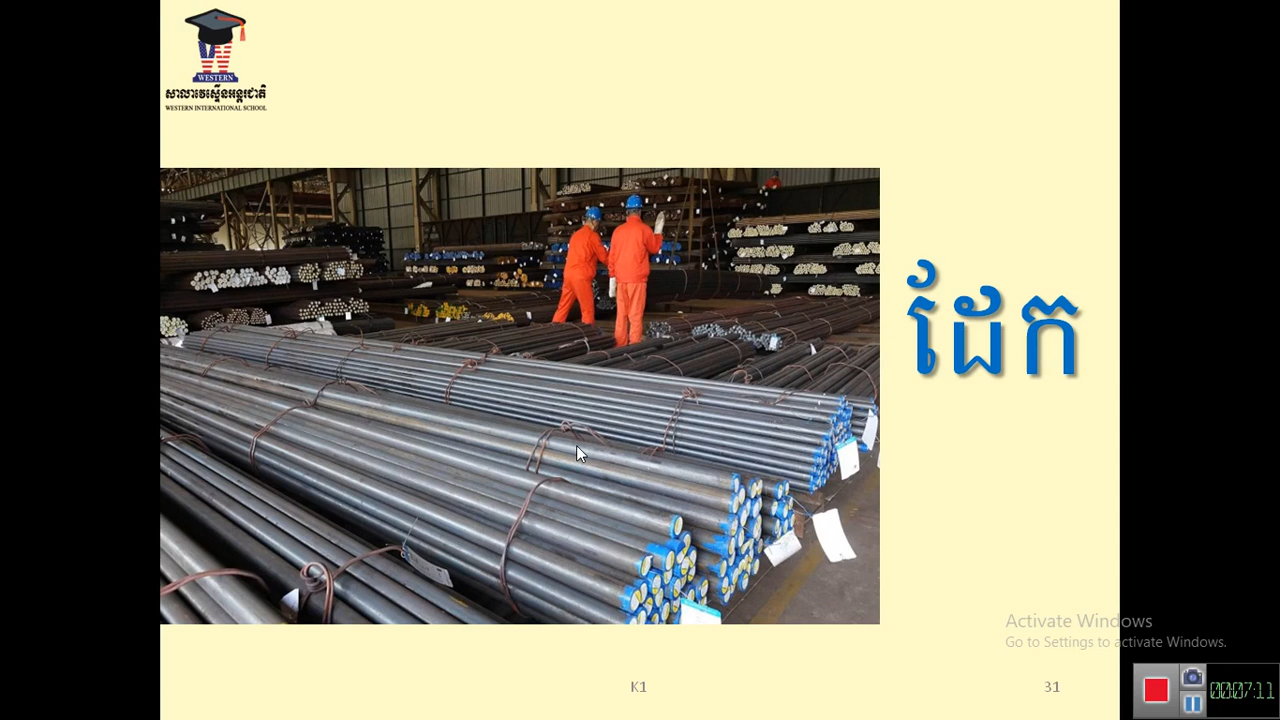 WESTERN
សាលាវេស្ទើនអន្តរជាតិ
WESTERN INTERNATIONAL SCHOOL
ដែក
Activate Windows
Go to Settings to activate Windows.
K1
31
00:07:11